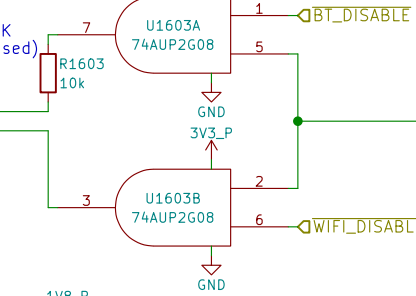 K
sed)
R1603
10k
7
U1603A
74AUP2G08
1
BT_DISABLE
5
GND
3V3_P
3
U1603B
74AUP2G08
2
6
WIFI_DISABL
GND